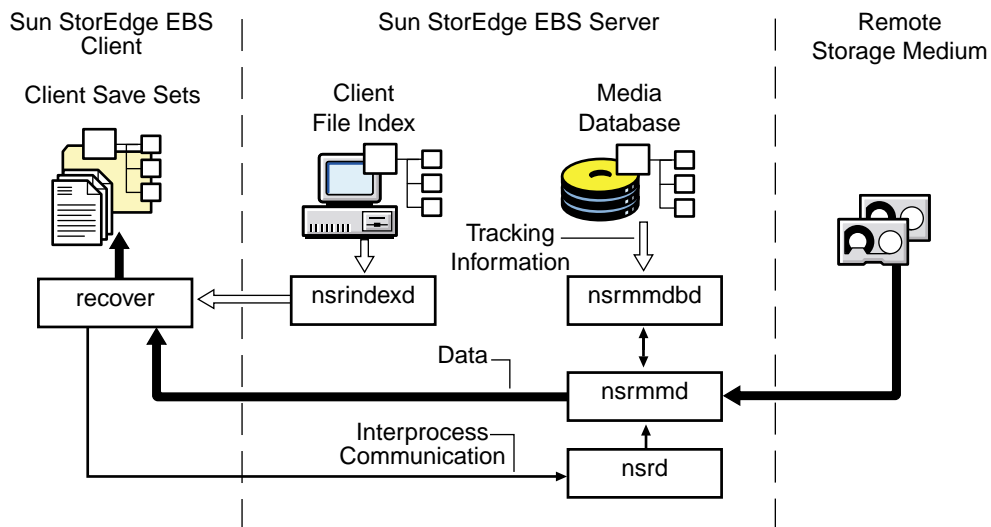 Sun StorEdge EBS
Client
Sun StorEdge EBS Server
Remote
Storage Medium
Client Save Sets
Client
File Index
Media
Database
Tracking
Information
recover
nsrindexd
nsrmmdbd
Data
nsrmmd
Interprocess
Communication
nsrd